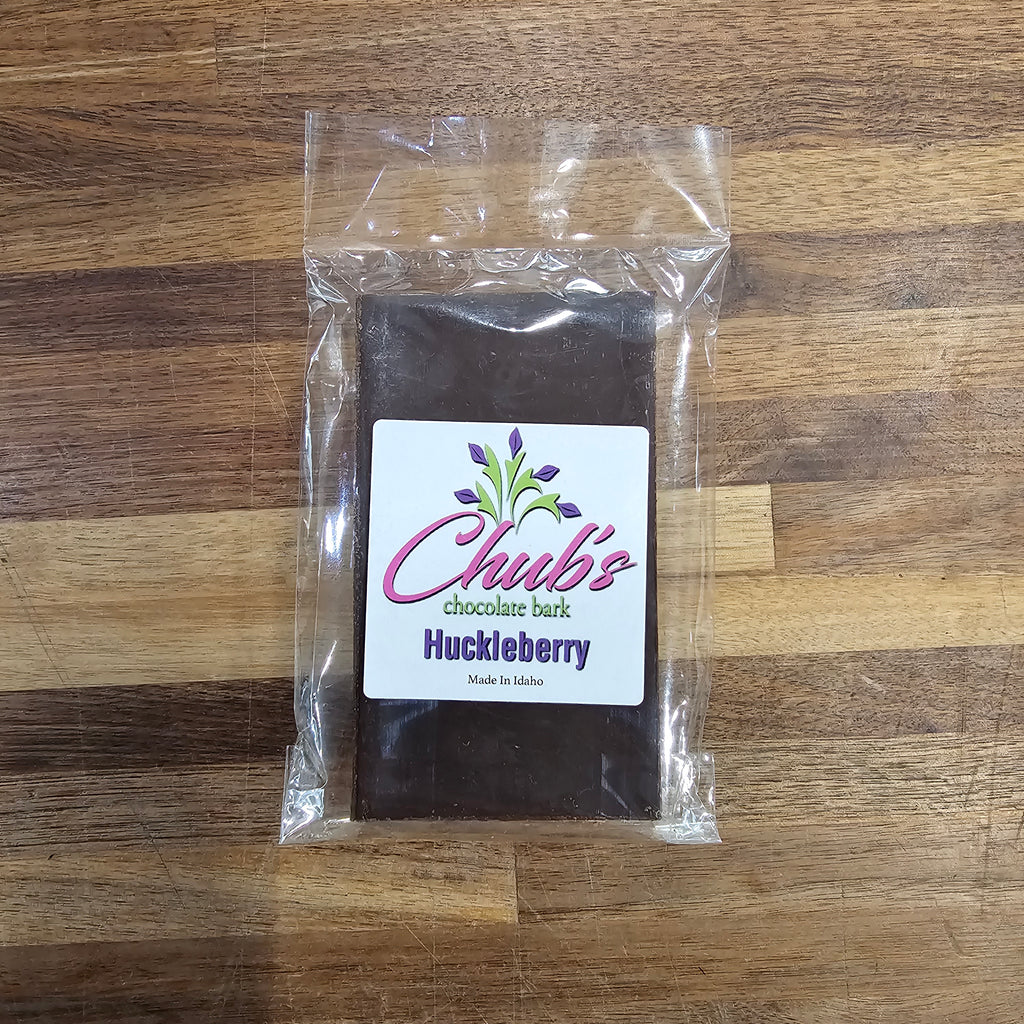 Chub's
chocolate bark
Huckleberry
Made In Idaho